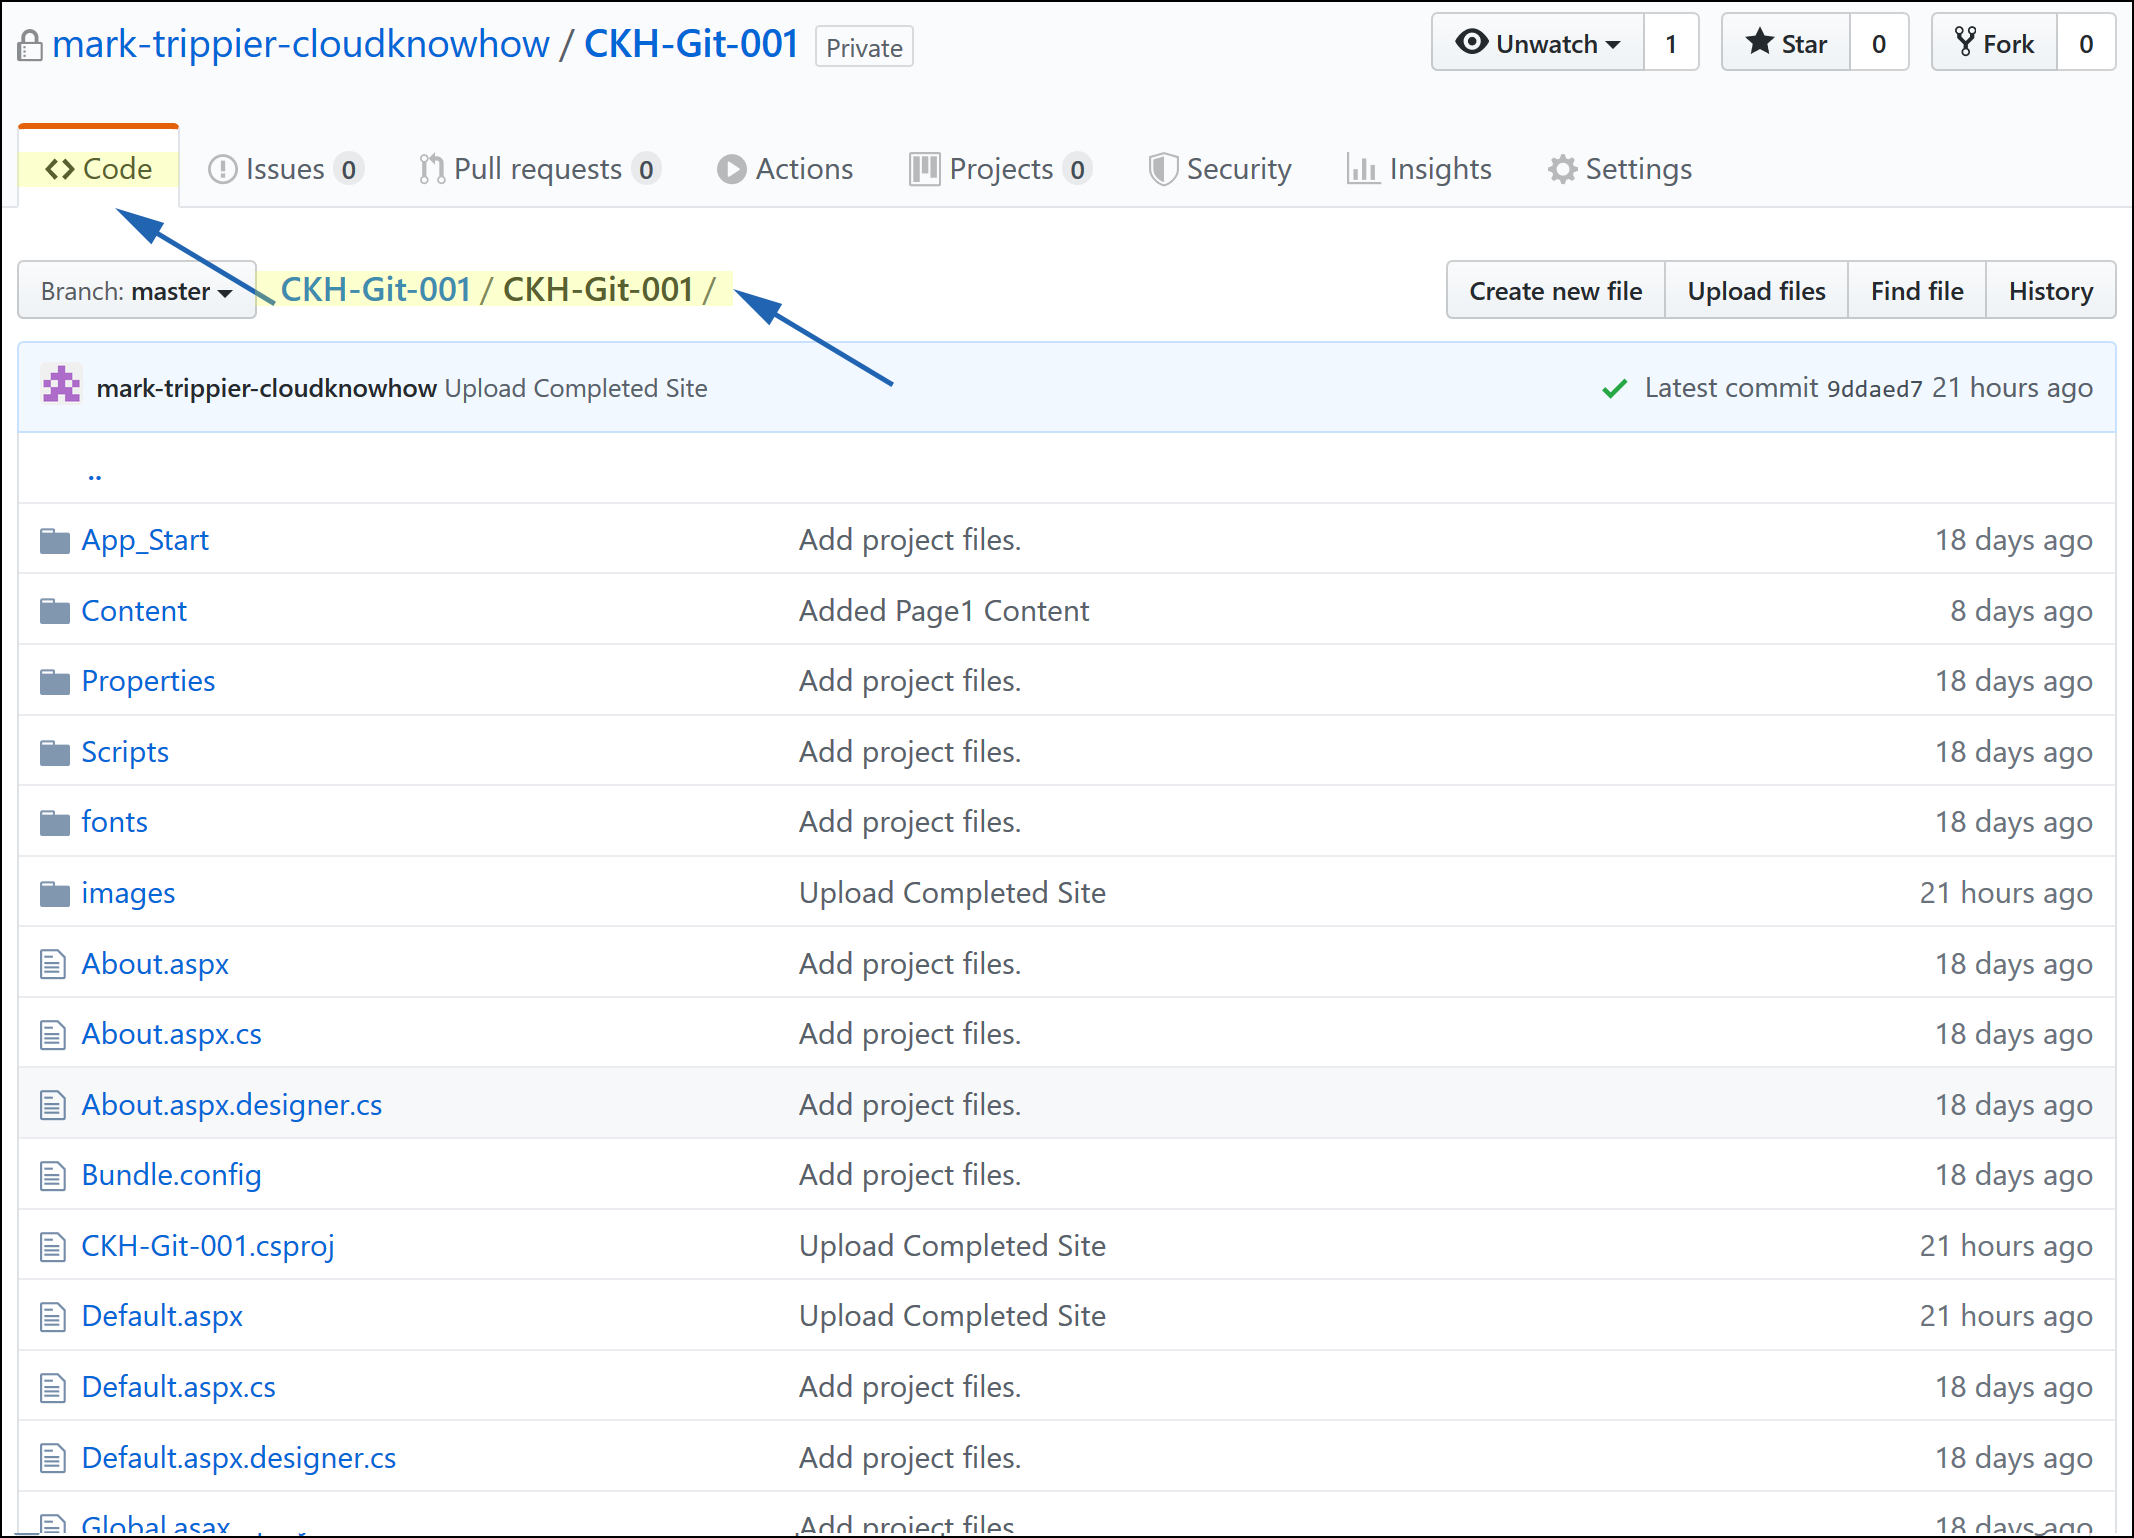 mark-trippier-cloudknowhow / CKH-Git-001 Private Unwatch 1 Star 0 Fork 0
Code Issues 0 Pull requests 0 Actions Projects 0 Security Insights Settings
Branch: master CKH-Git-001 / CKH-Git-001 / Create new file Upload files Find file History
mark-trippier-cloudknowhow Upload Completed Site Latest commit 9ddaed7 21 hours ago
..
App_Start Add project files. 18 days ago
Content Added Page1 Content 8 days ago
Properties Add project files. 18 days ago
Scripts Add project files. 18 days ago
fonts Add project files. 18 days ago
images Upload Completed Site 21 hours ago
About.aspx Add project files. 18 days ago
About.aspx.cs Add project files. 18 days ago
About.aspx.designer.cs Add project files. 18 days ago
Bundle.config Add project files. 18 days ago
CKH-Git-001.csproj Upload Completed Site 21 hours ago
Default.aspx Upload Completed Site 21 hours ago
Default.aspx.cs Add project files. 18 days ago
Default.aspx.designer.cs Add project files. 18 days ago
Global.asax Add project files. 18 days ago